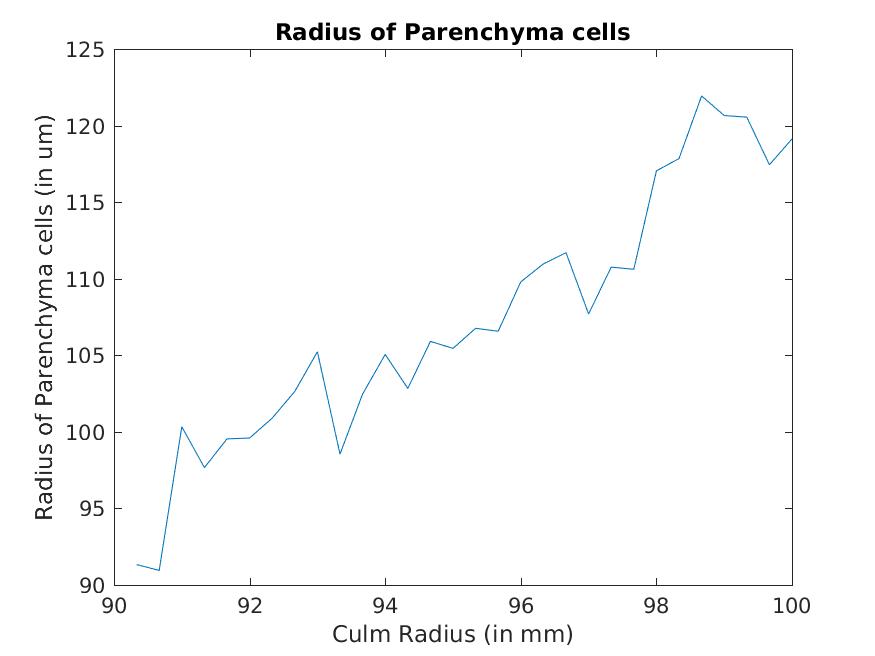 Radius of Parenchyma cells
125
120
115
110
105
100
95
90
Radius of Parenchyma cells (in um)
90 92 94 96 98 100
Culm Radius (in mm)